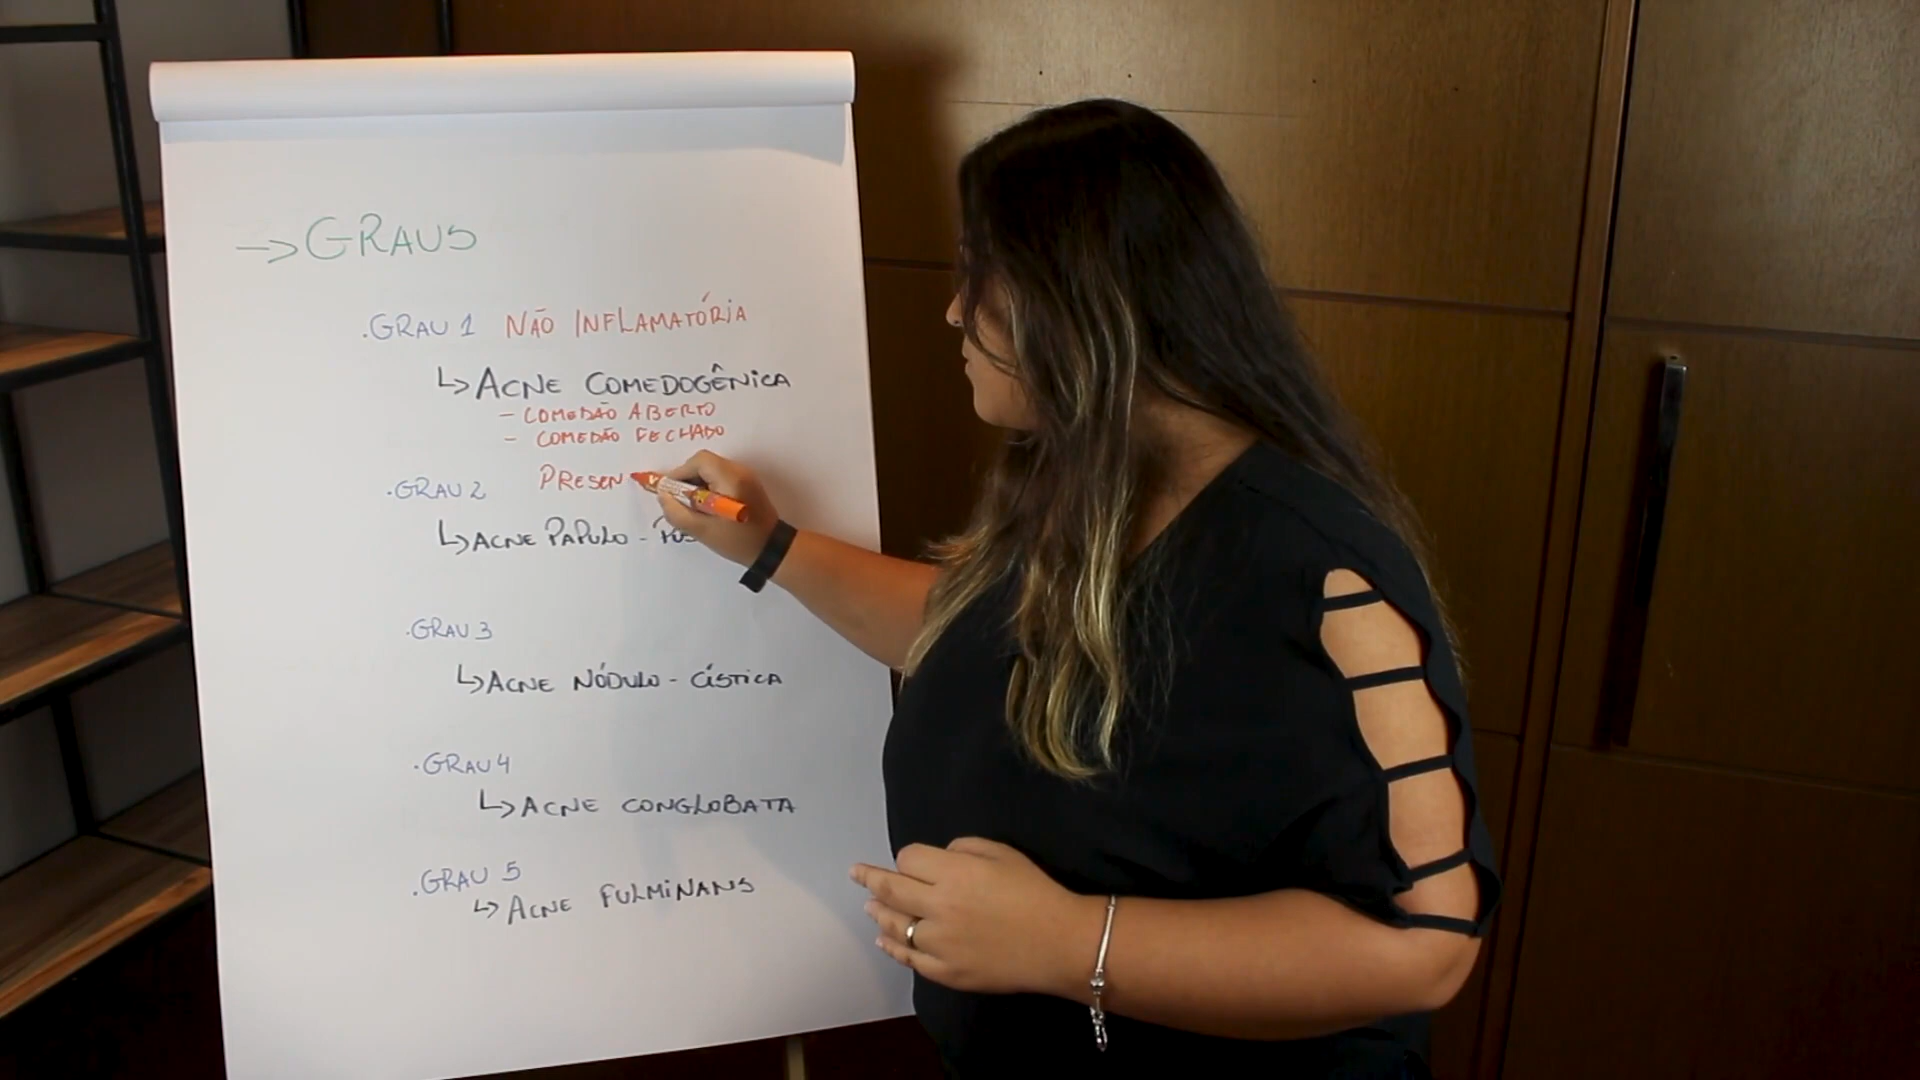 → GRAUS
. GRAU 1 NÃO INFLAMATÓRIA
↳ ACNE COMEDOGÊNICA
- COMEDÃO ABERTO
- COMEDÃO FECHADO
. GRAU 2 PRESEN
↳ ACNE PAPULO - PÚS
. GRAU 3
↳ ACNE NÓDULO - CÍSTICA
. GRAU 4
↳ ACNE CONGLOBATA
. GRAU 5
↳ ACNE FULMINANS